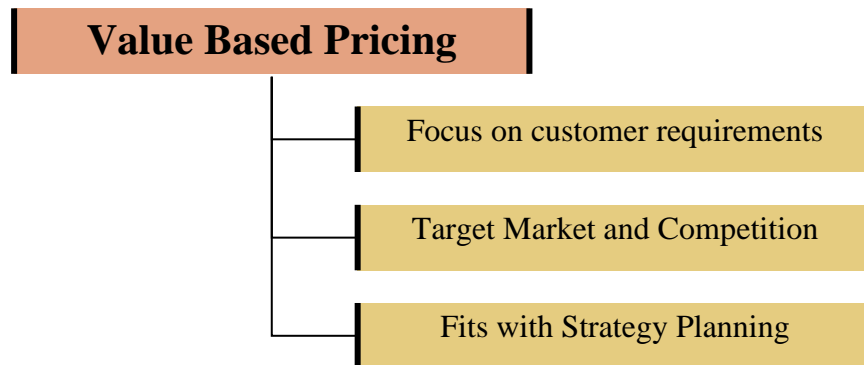 Value Based Pricing
Focus on customer requirements
Target Market and Competition
Fits with Strategy Planning